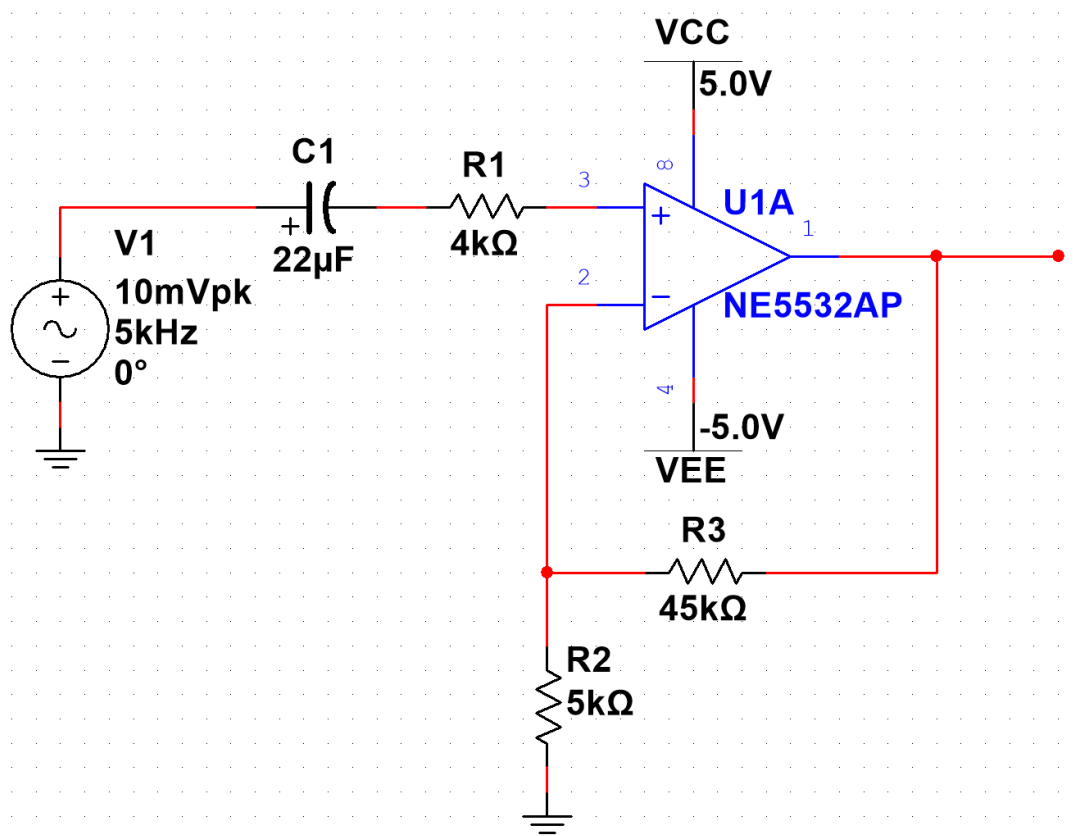 VCC
5.0V
C1
R1
3
8
U1A
+
22µF
4kΩ
+
1
V1
10mVpk
5kHz
0°
+
−
2
−
NE5532AP
4
-5.0V
VEE
R3
45kΩ
R2
5kΩ